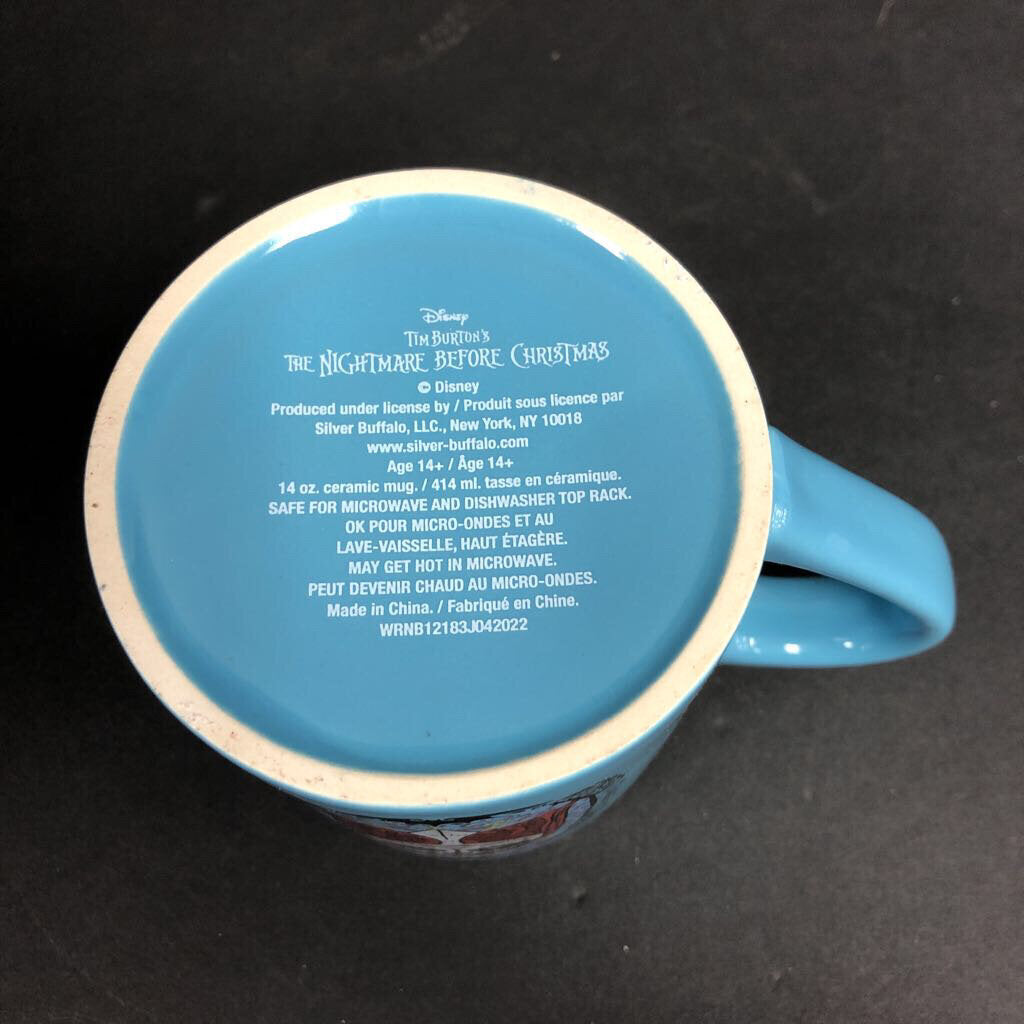 Disney
TIM BURTON'S
THE NIGHTMARE BEFORE CHRISTMAS
© Disney
Produced under license by / Produit sous licence par
Silver Buffalo, LLC., New York, NY 10018
www.silver-buffalo.com
Age 14+ / Âge 14+
14 oz. ceramic mug. / 414 ml. tasse en céramique.
SAFE FOR MICROWAVE AND DISHWASHER TOP RACK.
OK POUR MICRO-ONDES ET AU
LAVE-VAISSELLE, HAUT ÉTAGÈRE.
MAY GET HOT IN MICROWAVE.
PEUT DEVENIR CHAUD AU MICRO-ONDES.
Made in China. / Fabriqué en Chine.
WRNB12183J042022